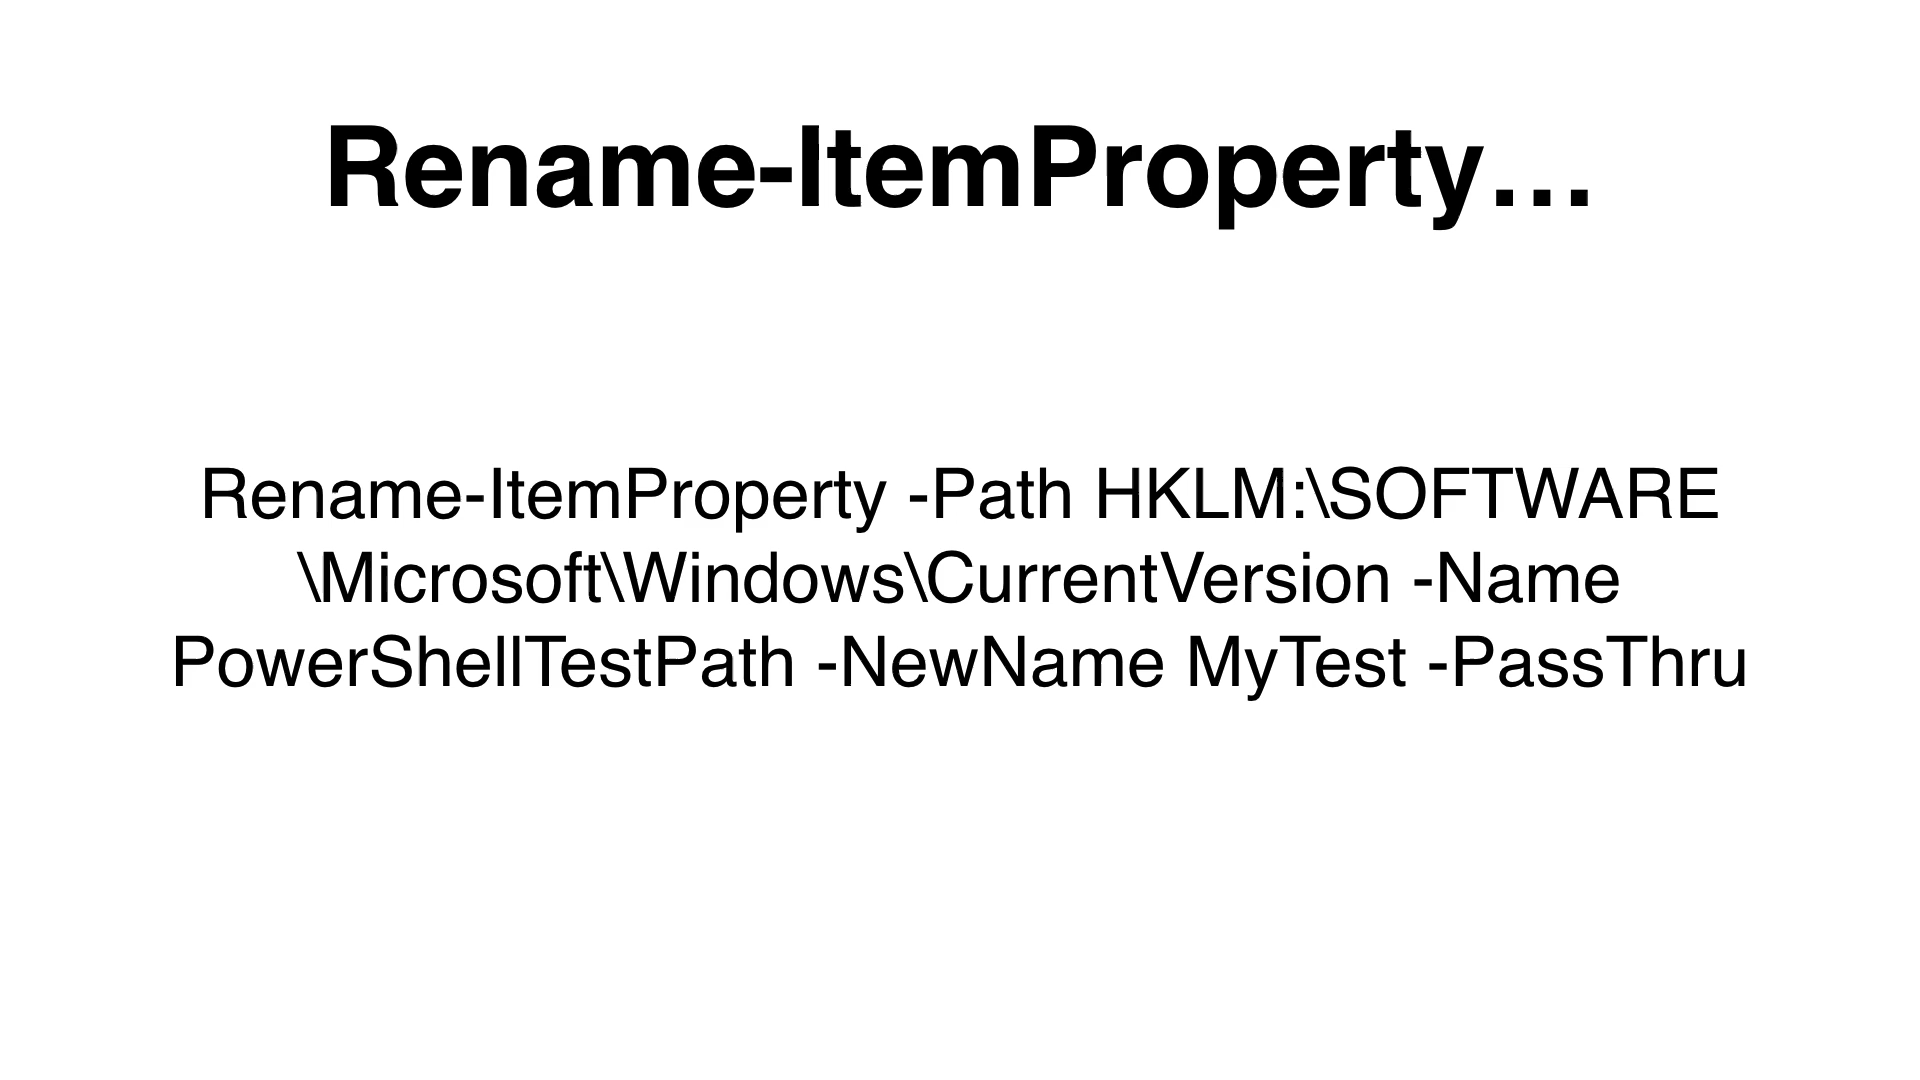 Rename-ItemProperty…
Rename-ItemProperty -Path HKLM:\SOFTWARE
\Microsoft\Windows\CurrentVersion -Name
PowerShellTestPath -NewName MyTest -PassThru